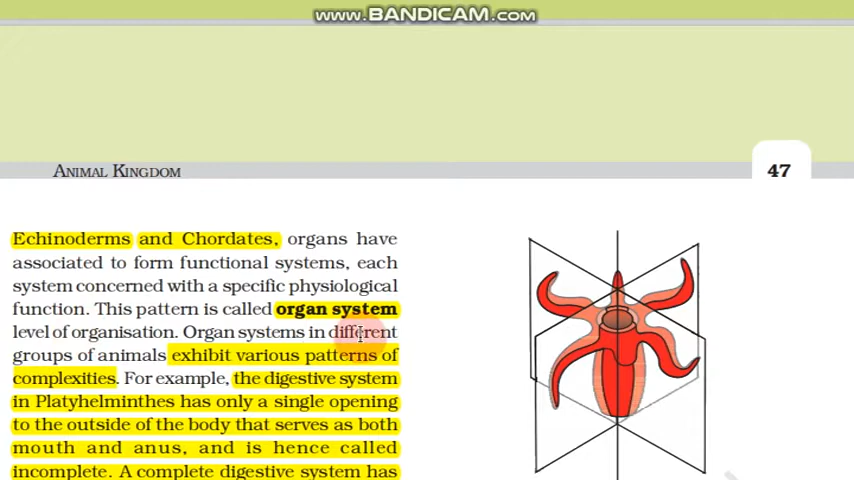 www.BANDICAM.com
ANIMAL KINGDOM
47
Echinoderms and Chordates, organs have
associated to form functional systems, each
system concerned with a specific physiological
function. This pattern is called organ system
level of organisation. Organ systems in different
groups of animals exhibit various patterns of
complexities. For example, the digestive system
in Platyhelminthes has only a single opening
to the outside of the body that serves as both
mouth and anus, and is hence called
incomplete. A complete digestive system has